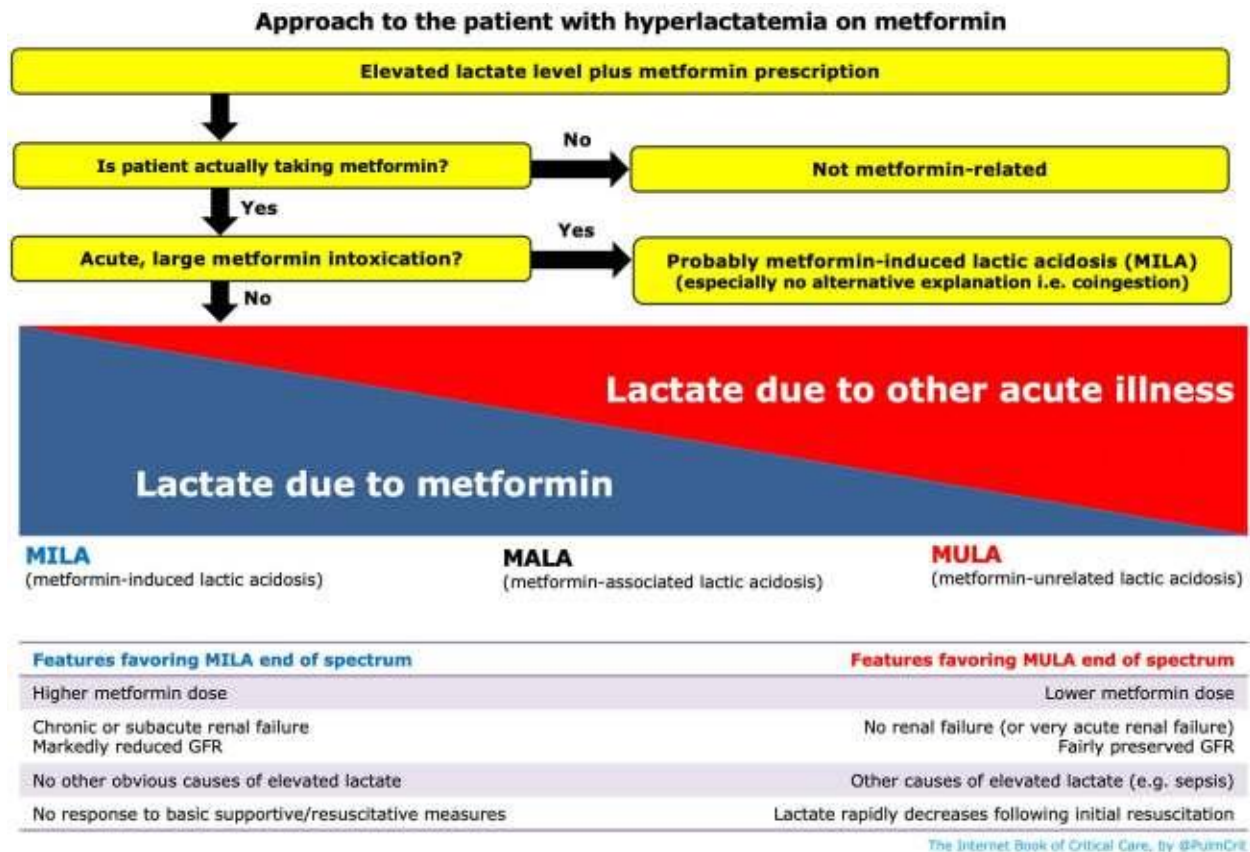 Approach to the patient with hyperlactatemia on metformin
Elevated lactate level plus metformin prescription
No
Is patient actually taking metformin?
Not metformin-related
Yes
Yes
Acute, large metformin intoxication?
Probably metformin-induced lactic acidosis (MILA)
(especially no alternative explanation i.e. coingestion)
No
Lactate due to other acute illness
Lactate due to metformin
MILA
(metformin-induced lactic acidosis)
MALA
(metformin-associated lactic acidosis)
MULA
(metformin-unrelated lactic acidosis)
Features favoring MILA end of spectrum
Features favoring MULA end of spectrum
Higher metformin dose
Lower metformin dose
Chronic or subacute renal failure
Markedly reduced GFR
No renal failure (or very acute renal failure)
Fairly preserved GFR
No other obvious causes of elevated lactate
Other causes of elevated lactate (e.g. sepsis)
No response to basic supportive/resuscitative measures
Lactate rapidly decreases following initial resuscitation
The Internet Book of Critical Care, by @PulmCrit